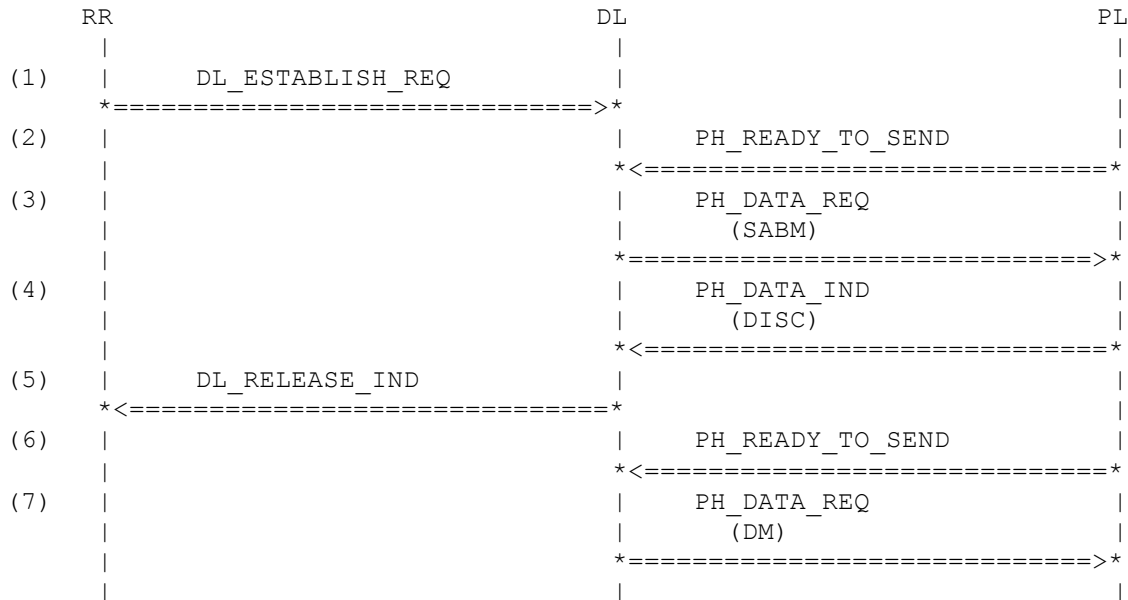 RR DL PL
(1) DL_ESTABLISH_REQ
(2) PH_READY_TO_SEND
(3) PH_DATA_REQ
(SABM)
(4) PH_DATA_IND
(DISC)
(5) DL_RELEASE_IND
(6) PH_READY_TO_SEND
(7) PH_DATA_REQ
(DM)